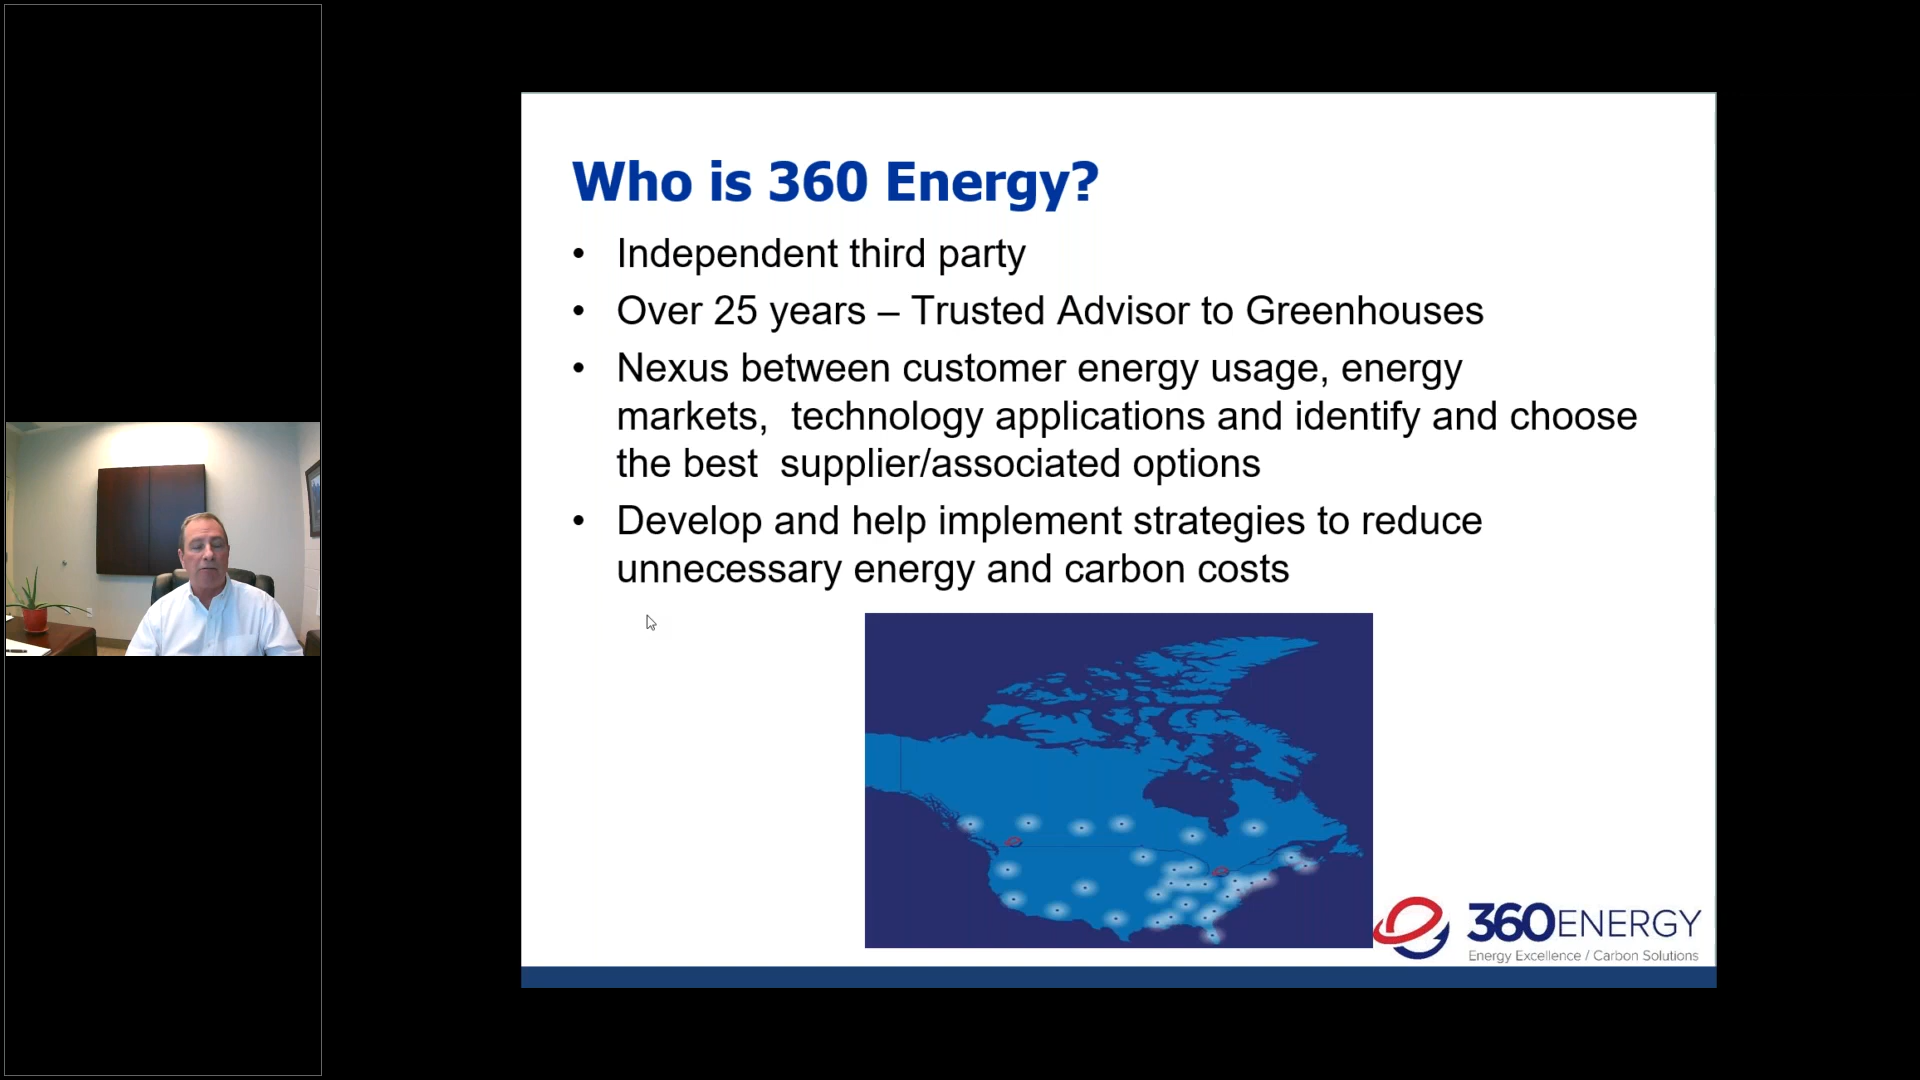 Who is 360 Energy?
• Independent third party
• Over 25 years – Trusted Advisor to Greenhouses
• Nexus between customer energy usage, energy
markets,  technology applications and identify and choose
the best  supplier/associated options
• Develop and help implement strategies to reduce
unnecessary energy and carbon costs
360ENERGY
Energy Excellence / Carbon Solutions